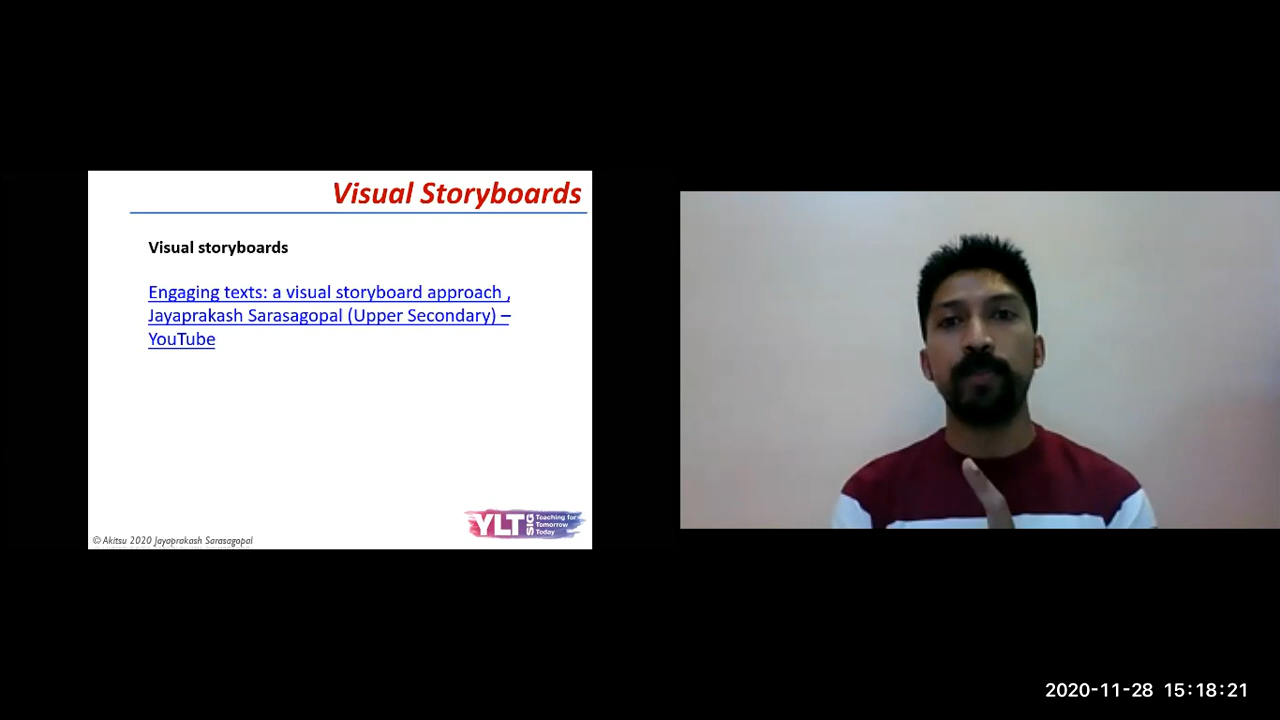 Visual Storyboards
Visual storyboards
Engaging texts: a visual storyboard approach ,
Jayaprakash Sarasagopal (Upper Secondary) –
YouTube
YLT SIG Teaching for
Tomorrow
Today
© Akitsu 2020 Jayaprakash Sarasagopal
2020-11-28 15:18:21